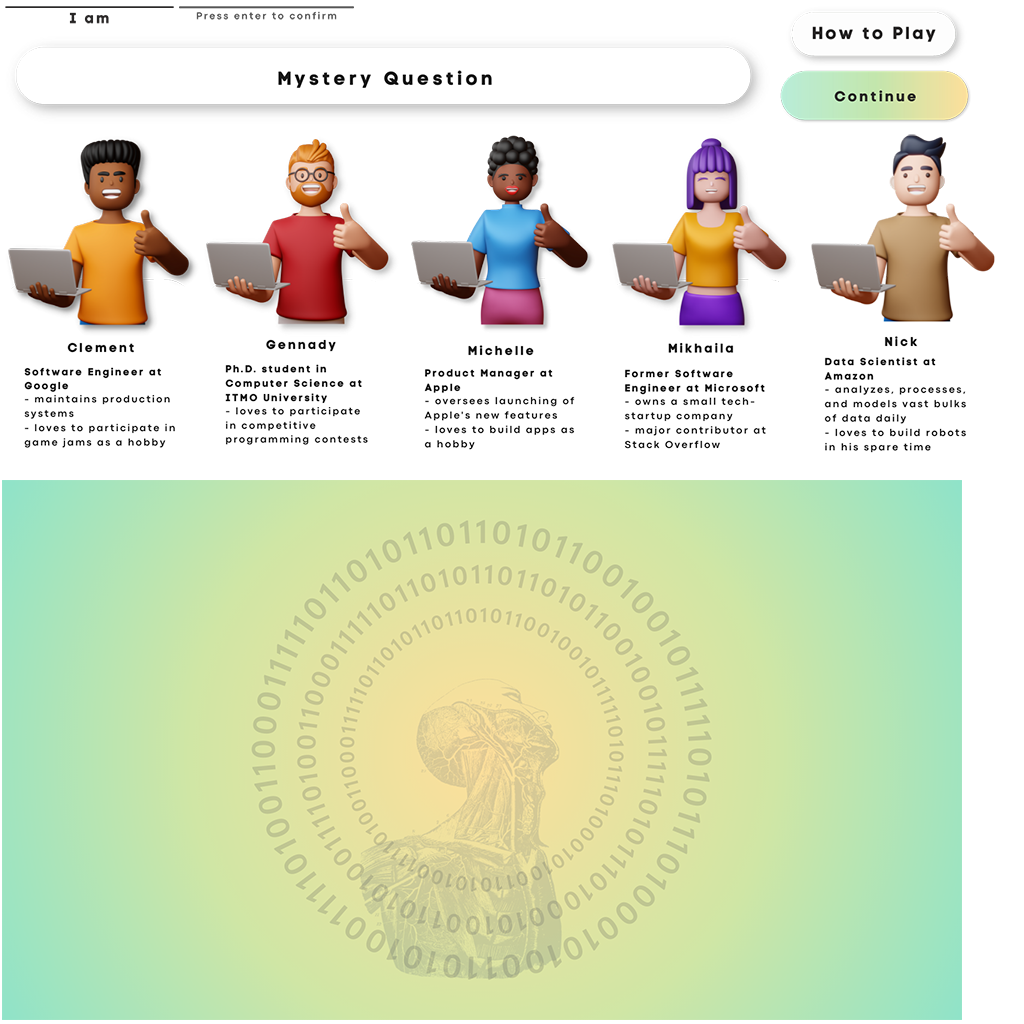 I am
Press enter to confirm
How to Play
Mystery Question
Continue
Clement
Software Engineer at
Google
- maintains production
systems
- loves to participate in
game jams as a hobby
Gennady
Ph.D. student in
Computer Science at
ITMO University
- loves to participate
in competitive
programming contests
Michelle
Product Manager at
Apple
- oversees launching of
Apple's new features
- loves to build apps as
a hobby
Mikhaila
Former Software
Engineer at Microsoft
- owns a small tech-
startup company
- major contributor at
Stack Overflow
Nick
Data Scientist at
Amazon
- analyzes, processes,
and models vast bulks
of data daily
- loves to build robots
in his spare time